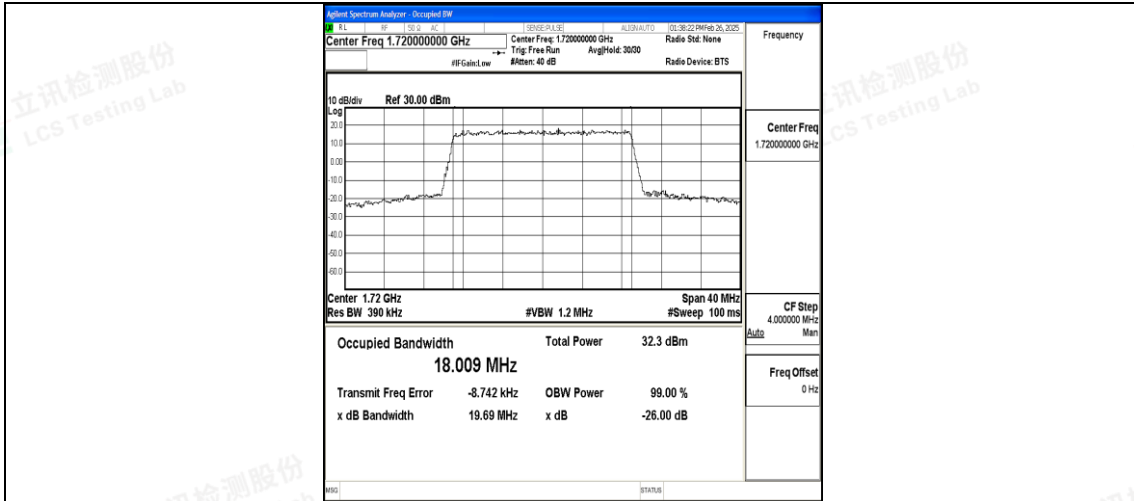 Agilent Spectrum Analyzer - Occupied BW
RL RF 50 Ω AC SENSE:PULSE ALIGNAUTO 01:38:22 PMFeb 26, 2025
Center Freq 1.720000000 GHz
Center Freq: 1.720000000 GHz
Radio Std: None
Trig: Free Run Avg|Hold: 30/30
#IFGain:Low
#Atten: 40 dB
Radio Device: BTS
Frequency
10 dB/div Ref 30.00 dBm
Log
20.0
10.0
0.00
-10.0
-20.0
-30.0
-40.0
-50.0
-60.0
Center Freq
1.720000000 GHz
Center 1.72 GHz Span 40 MHz
Res BW 390 kHz #VBW 1.2 MHz #Sweep 100 ms
CF Step
4.000000 MHz
Auto Man
Occupied Bandwidth Total Power 32.3 dBm
18.009 MHz
Transmit Freq Error -8.742 kHz OBW Power 99.00 %
x dB Bandwidth 19.69 MHz x dB -26.00 dB
Freq Offset
0 Hz
MSG STATUS
立讯检测股份
LCS Testing Lab
立讯检测股份
LCS Testing Lab
讯检测股份